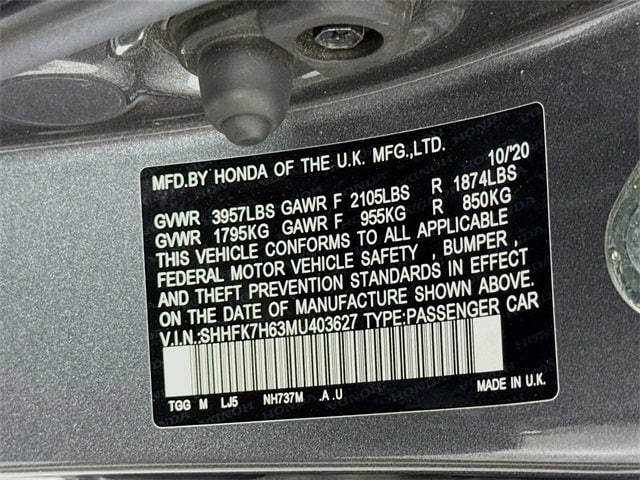 MFD.BY HONDA OF THE U.K. MFG.,LTD. 10/'20
GVWR 3957LBS GAWR F 2105LBS R 1874LBS
GVWR 1795KG GAWR F 955KG R 850KG
THIS VEHICLE CONFORMS TO ALL APPLICABLE
FEDERAL MOTOR VEHICLE SAFETY , BUMPER ,
AND THEFT PREVENTION STANDARDS IN EFFECT
ON THE DATE OF MANUFACTURE SHOWN ABOVE.
V.I.N.:SHHFK7H63MU403627 TYPE:PASSENGER CAR
TGG M LJ5 NH737M .A.U MADE IN U.K.